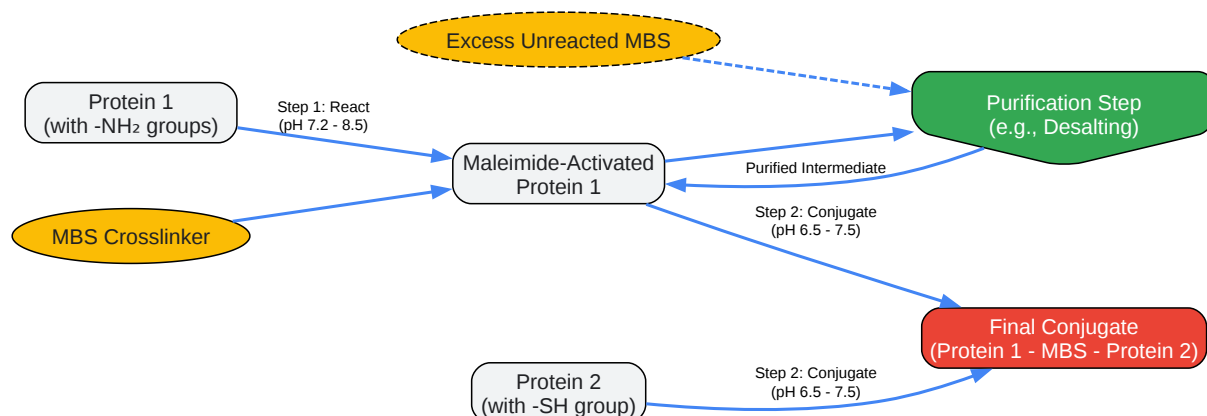 Excess Unreacted MBS
Protein 1
(with -NH₂ groups)
Step 1: React
(pH 7.2 - 8.5)
Purification Step
(e.g., Desalting)
Maleimide-Activated
Protein 1
Purified Intermediate
MBS Crosslinker
Step 2: Conjugate
(pH 6.5 - 7.5)
Final Conjugate
(Protein 1 - MBS - Protein 2)
Protein 2
(with -SH group)
Step 2: Conjugate
(pH 6.5 - 7.5)